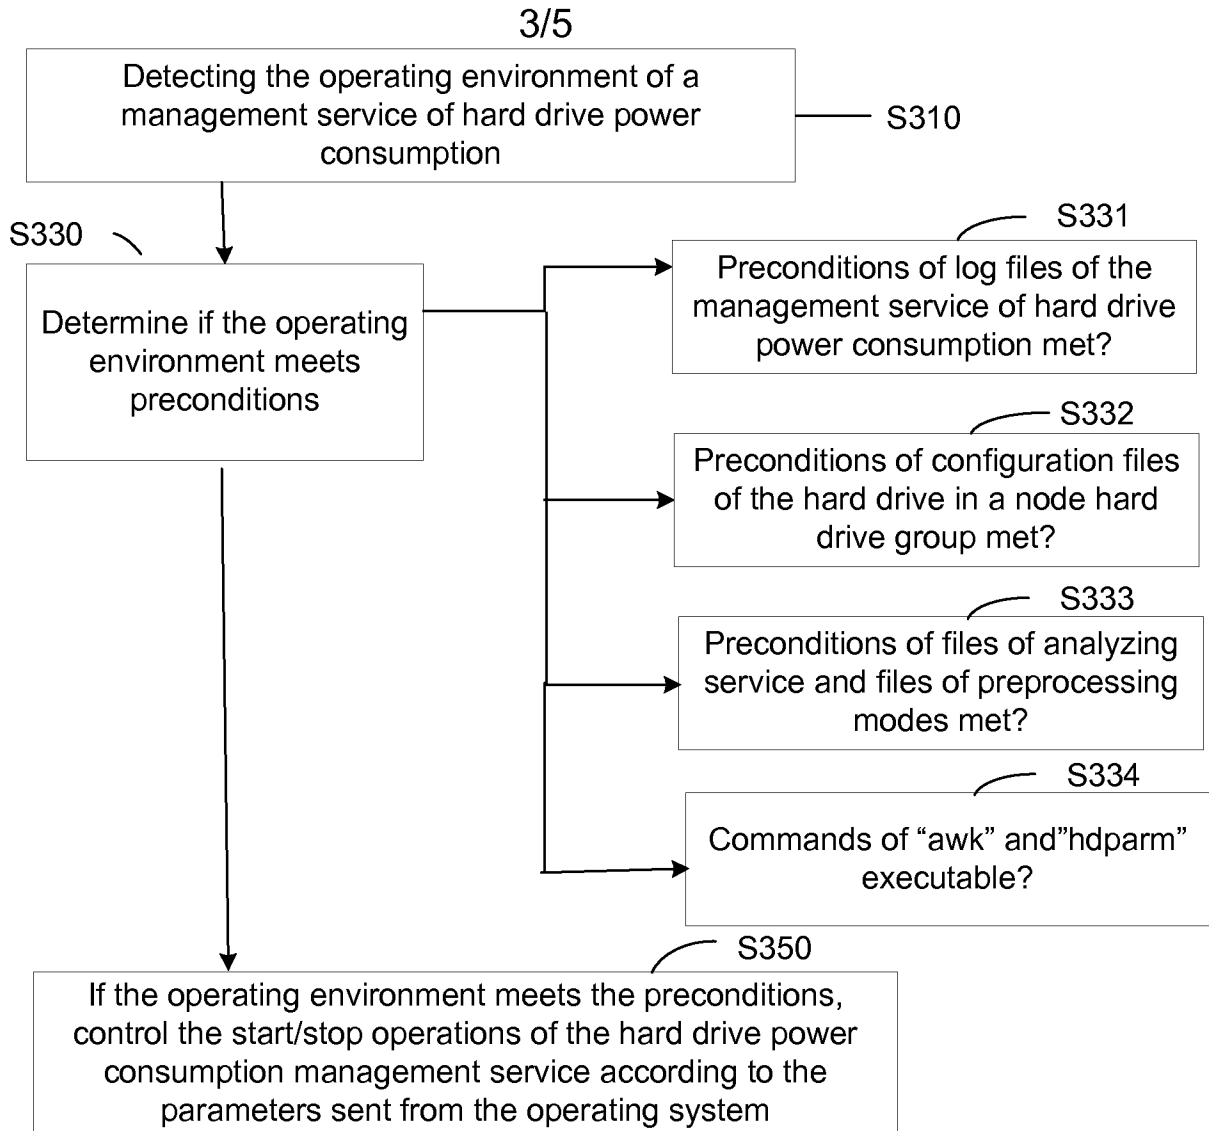 3/5
Detecting the operating environment of a
management service of hard drive power
consumption
S310
S330
Determine if the operating
environment meets
preconditions
S331
Preconditions of log files of the
management service of hard drive
power consumption met?
S332
Preconditions of configuration files
of the hard drive in a node hard
drive group met?
S333
Preconditions of files of analyzing
service and files of preprocessing
modes met?
S334
Commands of “awk” and”hdparm”
executable?
S350
If the operating environment meets the preconditions,
control the start/stop operations of the hard drive power
consumption management service according to the
parameters sent from the operating system